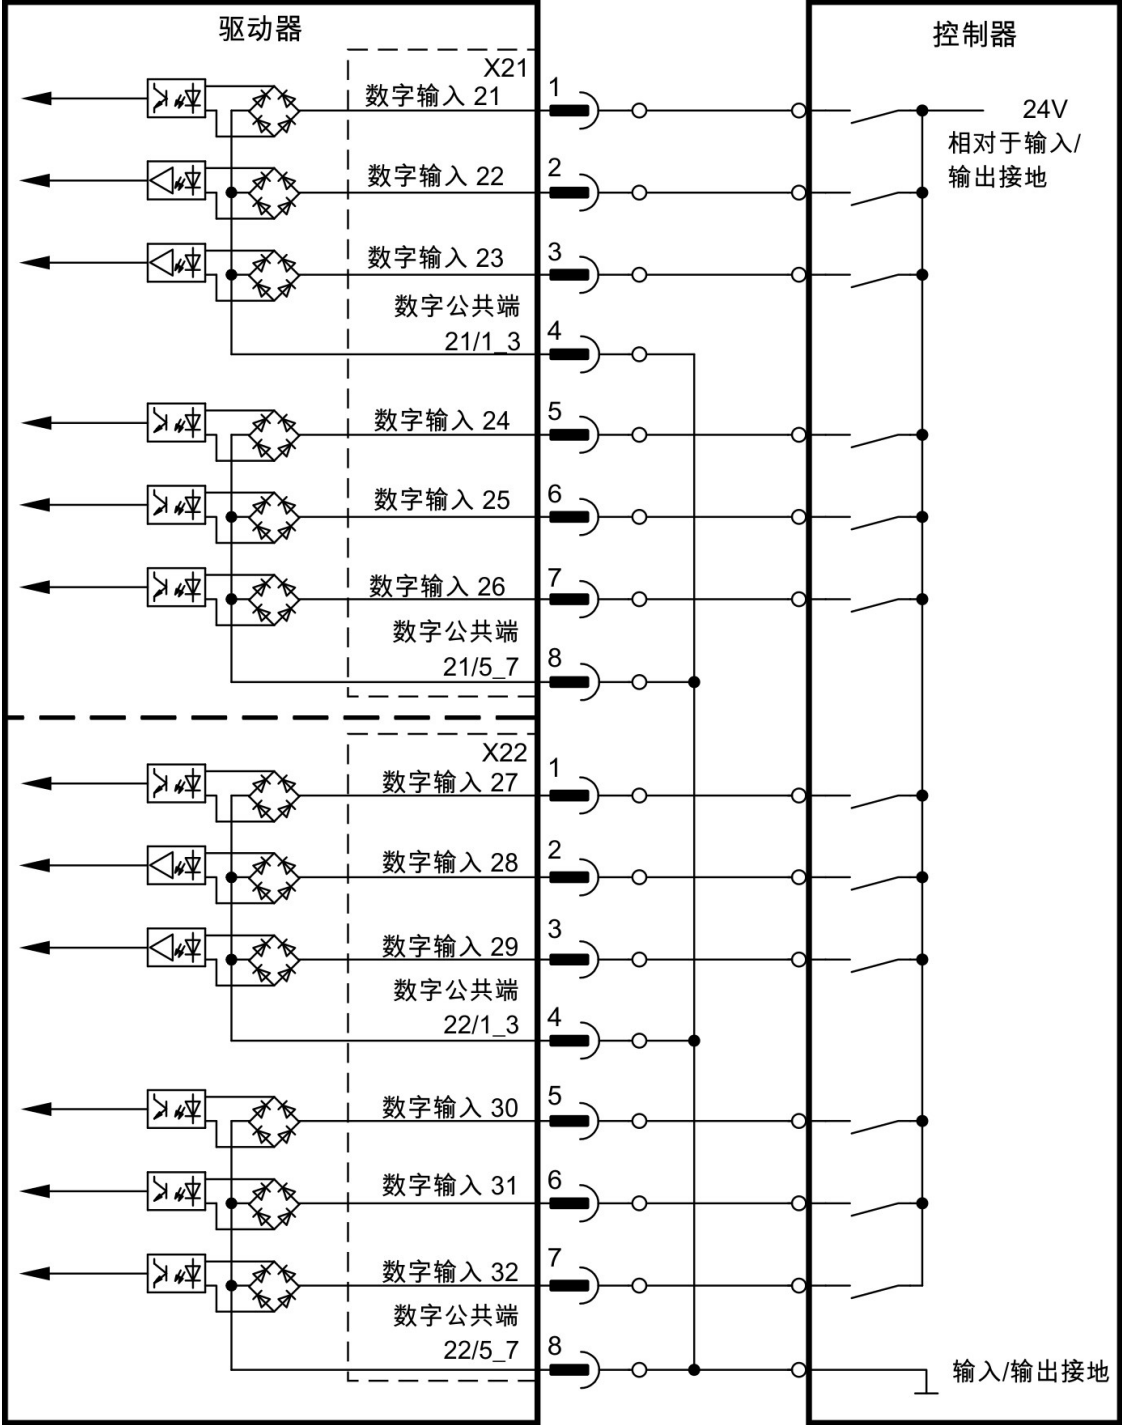 驱动器
控制器
X21
数字输入 21
1
24V
相对于输入/
输出接地
数字输入 22
2
数字输入 23
3
数字公共端
21/1_3
4
数字输入 24
5
数字输入 25
6
数字输入 26
7
数字公共端
21/5_7
8
X22
数字输入 27
1
数字输入 28
2
数字输入 29
3
数字公共端
22/1_3
4
数字输入 30
5
数字输入 31
6
数字输入 32
7
数字公共端
22/5_7
8
输入/输出接地